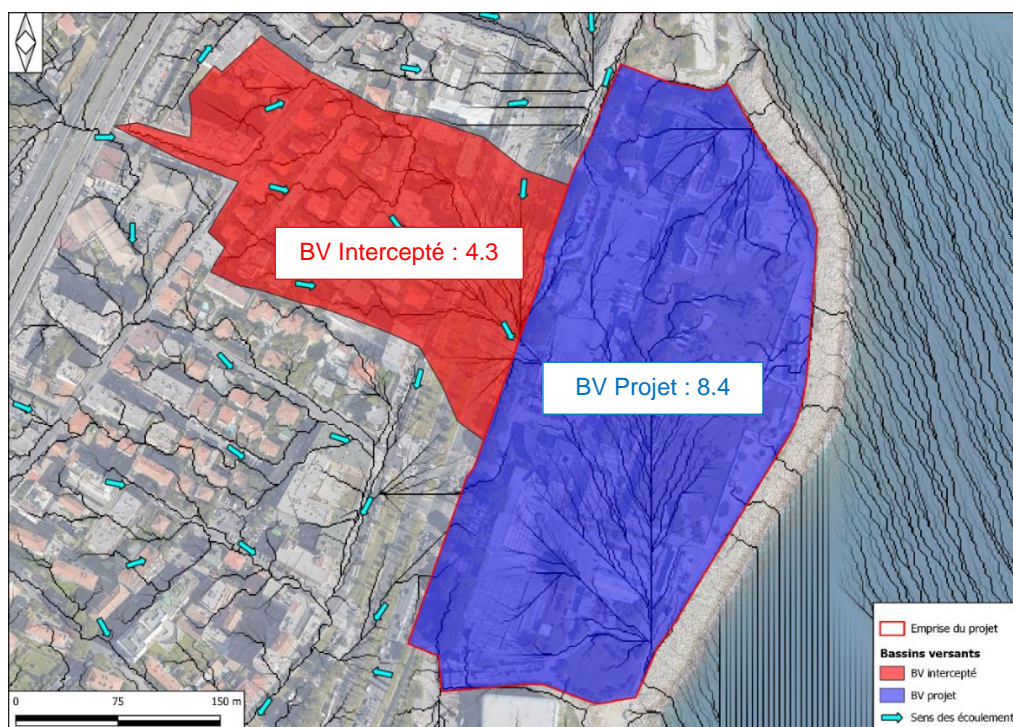 BV Intercepté : 4.3
BV Projet : 8.4
0 75 150 m
Emprise du projet
Bassins versants
BV intercepté
BV projet
Sens des écoulement